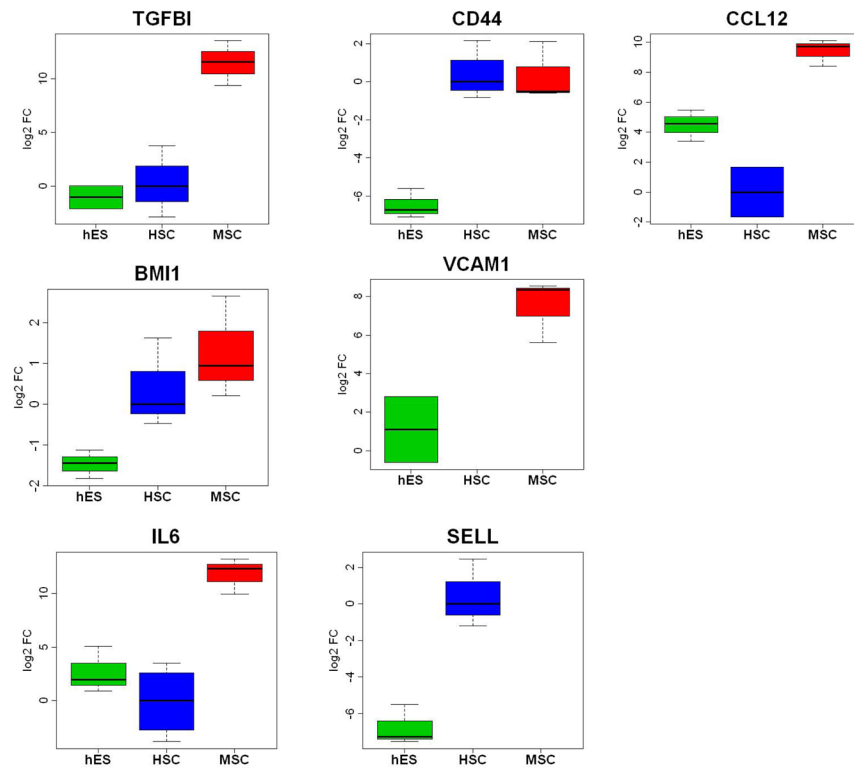 TGFBI
log2 FC
10
5
0
hES HSC MSC
CD44
log2 FC
2
0
-2
-4
-6
hES HSC MSC
CCL12
log2 FC
10
8
6
4
2
0
-2
hES HSC MSC
BMI1
log2 FC
2
1
0
-1
-2
hES HSC MSC
VCAM1
log2 FC
8
6
4
2
0
hES HSC MSC
IL6
log2 FC
10
5
0
hES HSC MSC
SELL
log2 FC
2
0
-2
-4
-6
hES HSC MSC